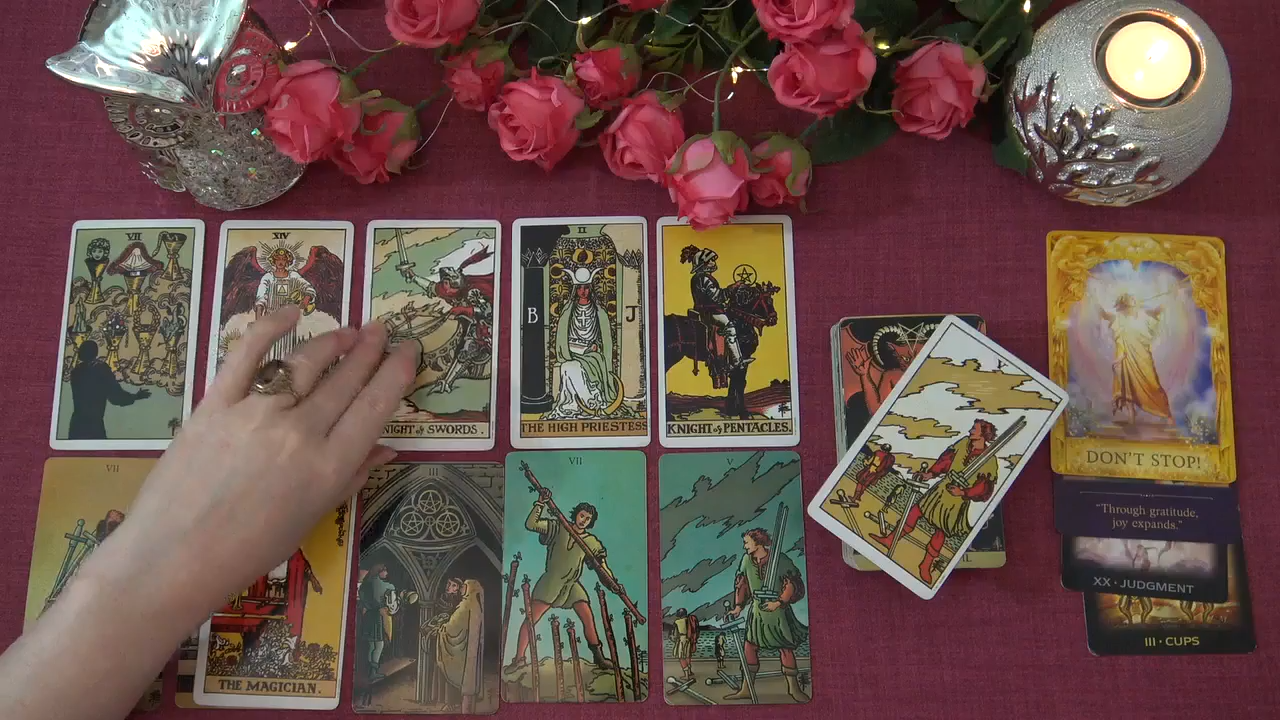 VII
XIV
II
B
J
NIGHT of SWORDS.
THE HIGH PRIESTESS
KNIGHT of PENTACLES.
VII
THE MAGICIAN.
III
VII
V
V
DON'T STOP!
"Through gratitude,
joy expands."
XX · JUDGMENT
III · CUPS